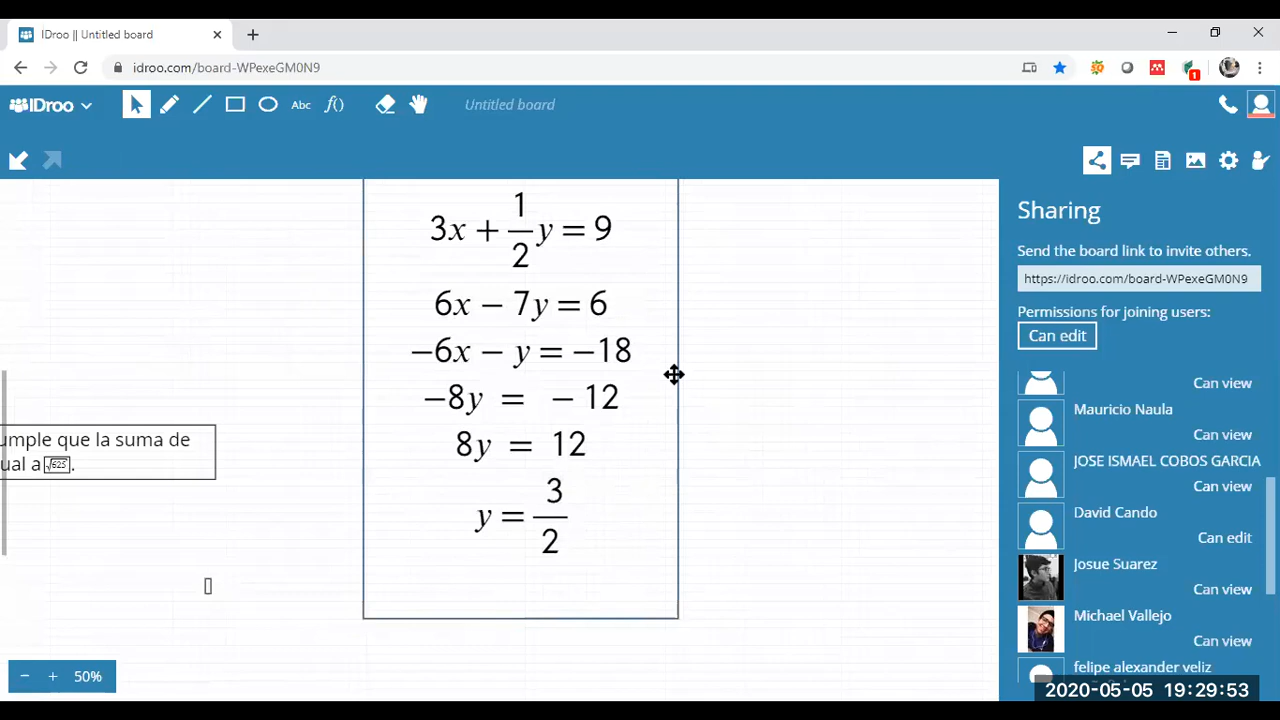 IDroo || Untitled board
idroo.com/board-WPexeGM0N9
1
IDroo
Abc
f()
Untitled board
Sharing
Send the board link to invite others.
https://idroo.com/board-WPexeGM0N9
Permissions for joining users:
Can edit
Can view
Mauricio Naula
Can view
JOSE ISMAEL COBOS GARCIA
Can view
David Cando
Can edit
Josue Suarez
Can view
Michael Vallejo
Can view
felipe alexander veliz
2020-05-05 19:29:53
3x + 1/2 y = 9
6x − 7y = 6
−6x − y = −18
−8y = − 12
8y = 12
y = 3/2
umple que la suma de
ual a √625.
− + 50%